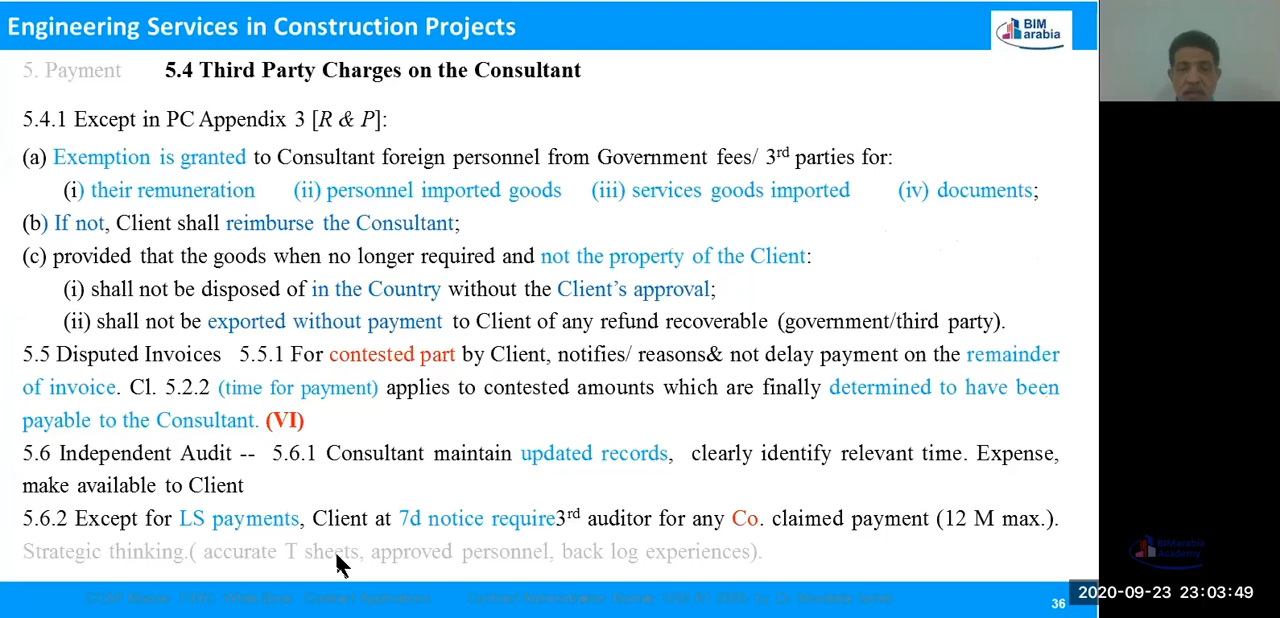 Engineering Services in Construction Projects
BIM
arabia
5. Payment 5.4 Third Party Charges on the Consultant
5.4.1 Except in PC Appendix 3 [R & P]:
(a) Exemption is granted to Consultant foreign personnel from Government fees/ 3rd parties for:
(i) their remuneration (ii) personnel imported goods (iii) services goods imported (iv) documents;
(b) If not, Client shall reimburse the Consultant;
(c) provided that the goods when no longer required and not the property of the Client:
(i) shall not be disposed of in the Country without the Client's approval;
(ii) shall not be exported without payment to Client of any refund recoverable (government/third party).
5.5 Disputed Invoices 5.5.1 For contested part by Client, notifies/ reasons& not delay payment on the remainder
of invoice. Cl. 5.2.2 (time for payment) applies to contested amounts which are finally determined to have been
payable to the Consultant. (VI)
5.6 Independent Audit -- 5.6.1 Consultant maintain updated records, clearly identify relevant time. Expense,
make available to Client
5.6.2 Except for LS payments, Client at 7d notice require3rd auditor for any Co. claimed payment (12 M max.).
Strategic thinking.( accurate T sheets, approved personnel, back log experiences).
BIMarabia
Academy
36
2020-09-23 23:03:49